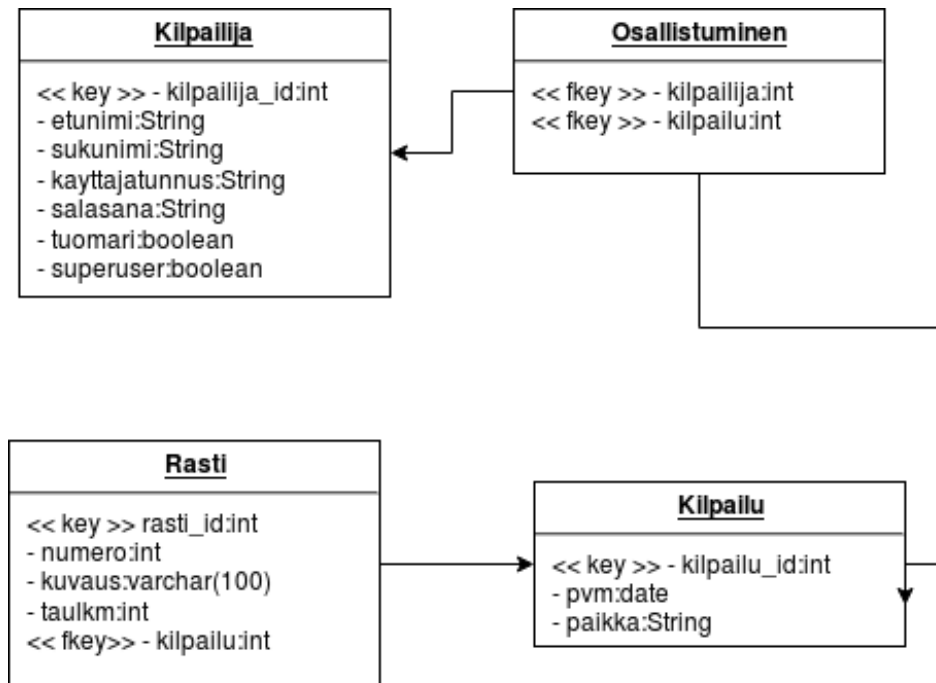 Kilpailija
<< key >> - kilpailija_id:int
- etunimi:String
- sukunimi:String
- kayttajatunnus:String
- salasana:String
- tuomari:boolean
- superuser:boolean
Osallistuminen
<< fkey >> - kilpailija:int
<< fkey >> - kilpailu:int
Rasti
<< key >> rasti_id:int
- numero:int
- kuvaus:varchar(100)
- taulkm:int
<< fkey>> - kilpailu:int
Kilpailu
<< key >> - kilpailu_id:int
- pvm:date
- paikka:String